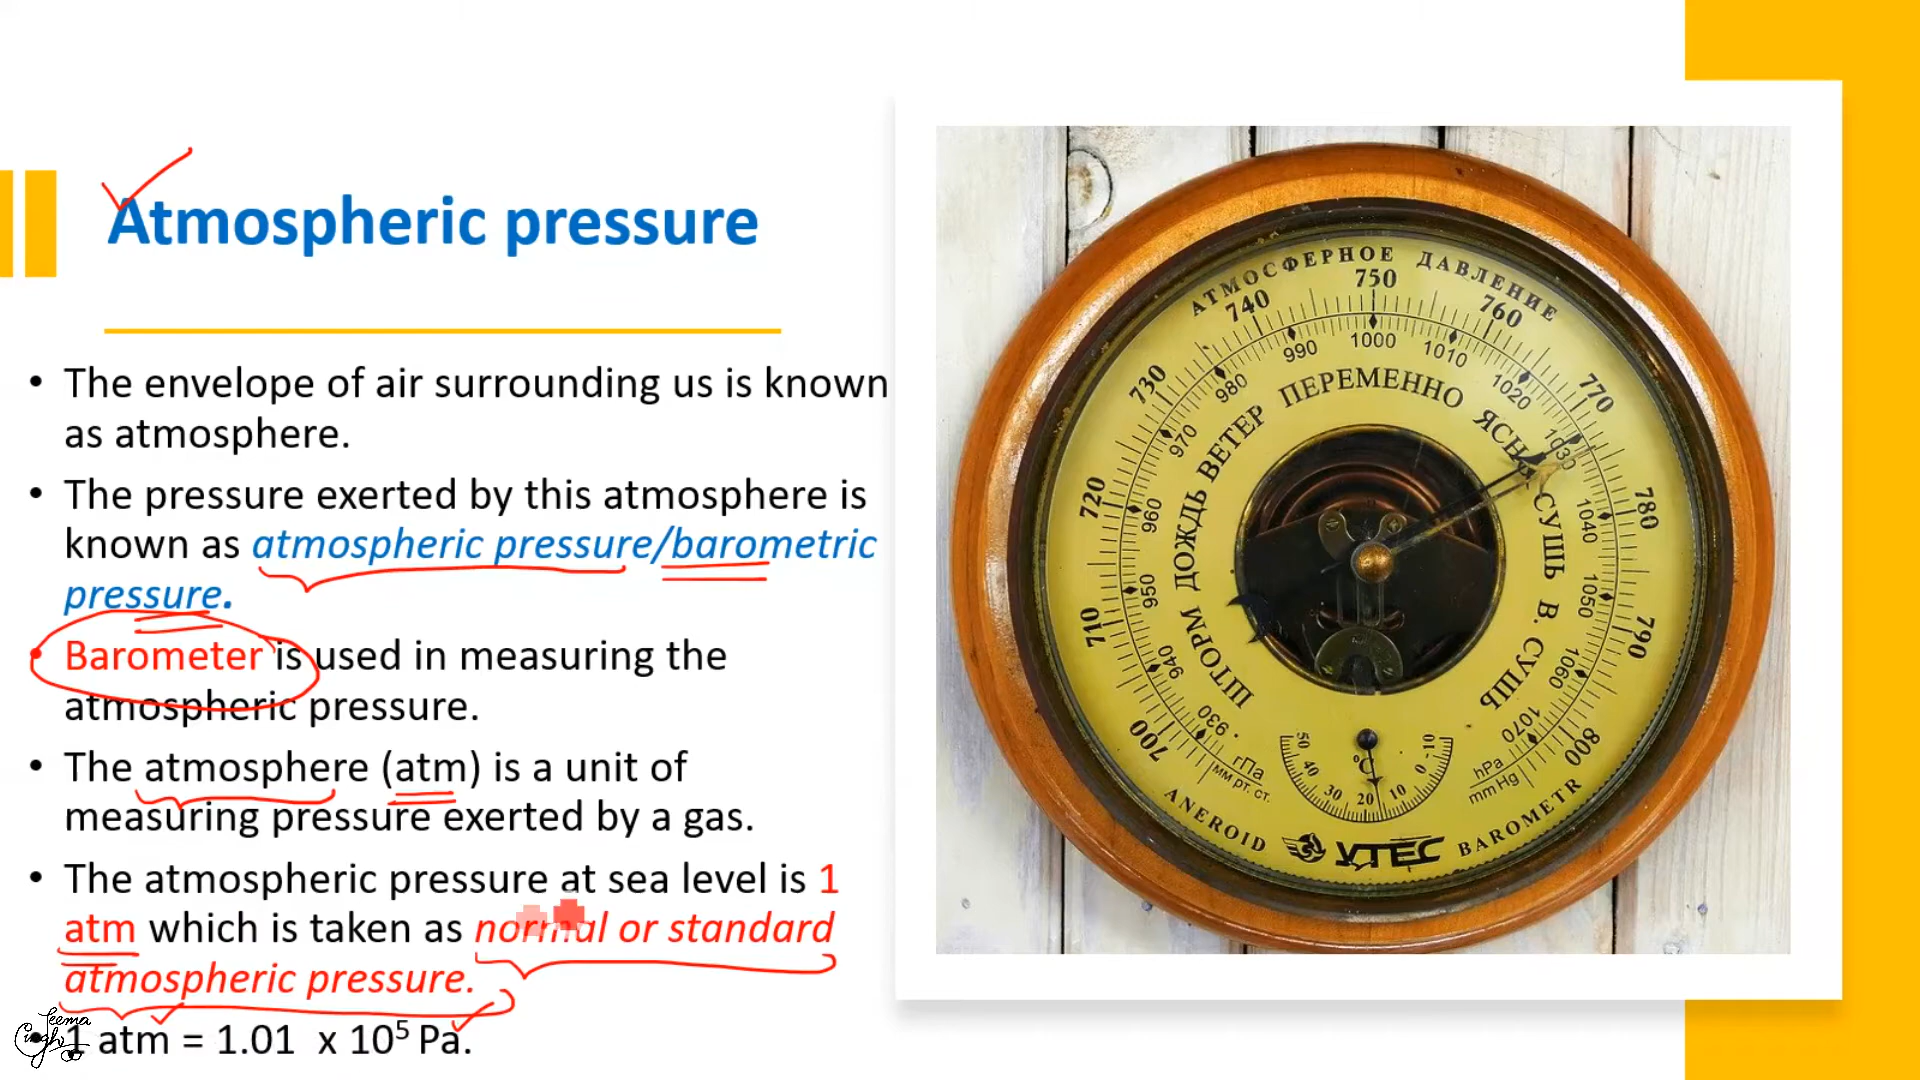 Atmospheric pressure
• The envelope of air surrounding us is known
as atmosphere.
• The pressure exerted by this atmosphere is
known as atmospheric pressure/barometric
pressure.
• Barometer is used in measuring the
atmospheric pressure.
• The atmosphere (atm) is a unit of
measuring pressure exerted by a gas.
• The atmospheric pressure at sea level is 1
atm which is taken as normal or standard
atmospheric pressure.
• 1 atm = 1.01 x 10⁵ Pa.
АТМОСФЕРНОЕ ДАВЛЕНИЕ
700 710 720 730 740 750 760 770 780 790 800
930 940 950 960 970 980 990 1000 1010 1020 1030 1040 1050 1060 1070
ШТОРМ ДОЖДЬ ВЕТЕР ПЕРЕМЕННО СУШЬ В. СУШЬ
гПа
мм рт. ст.
hPa
mm Hg
50 40 30 20 10 0 -10
°C
ANEROID VTEC BAROMETR